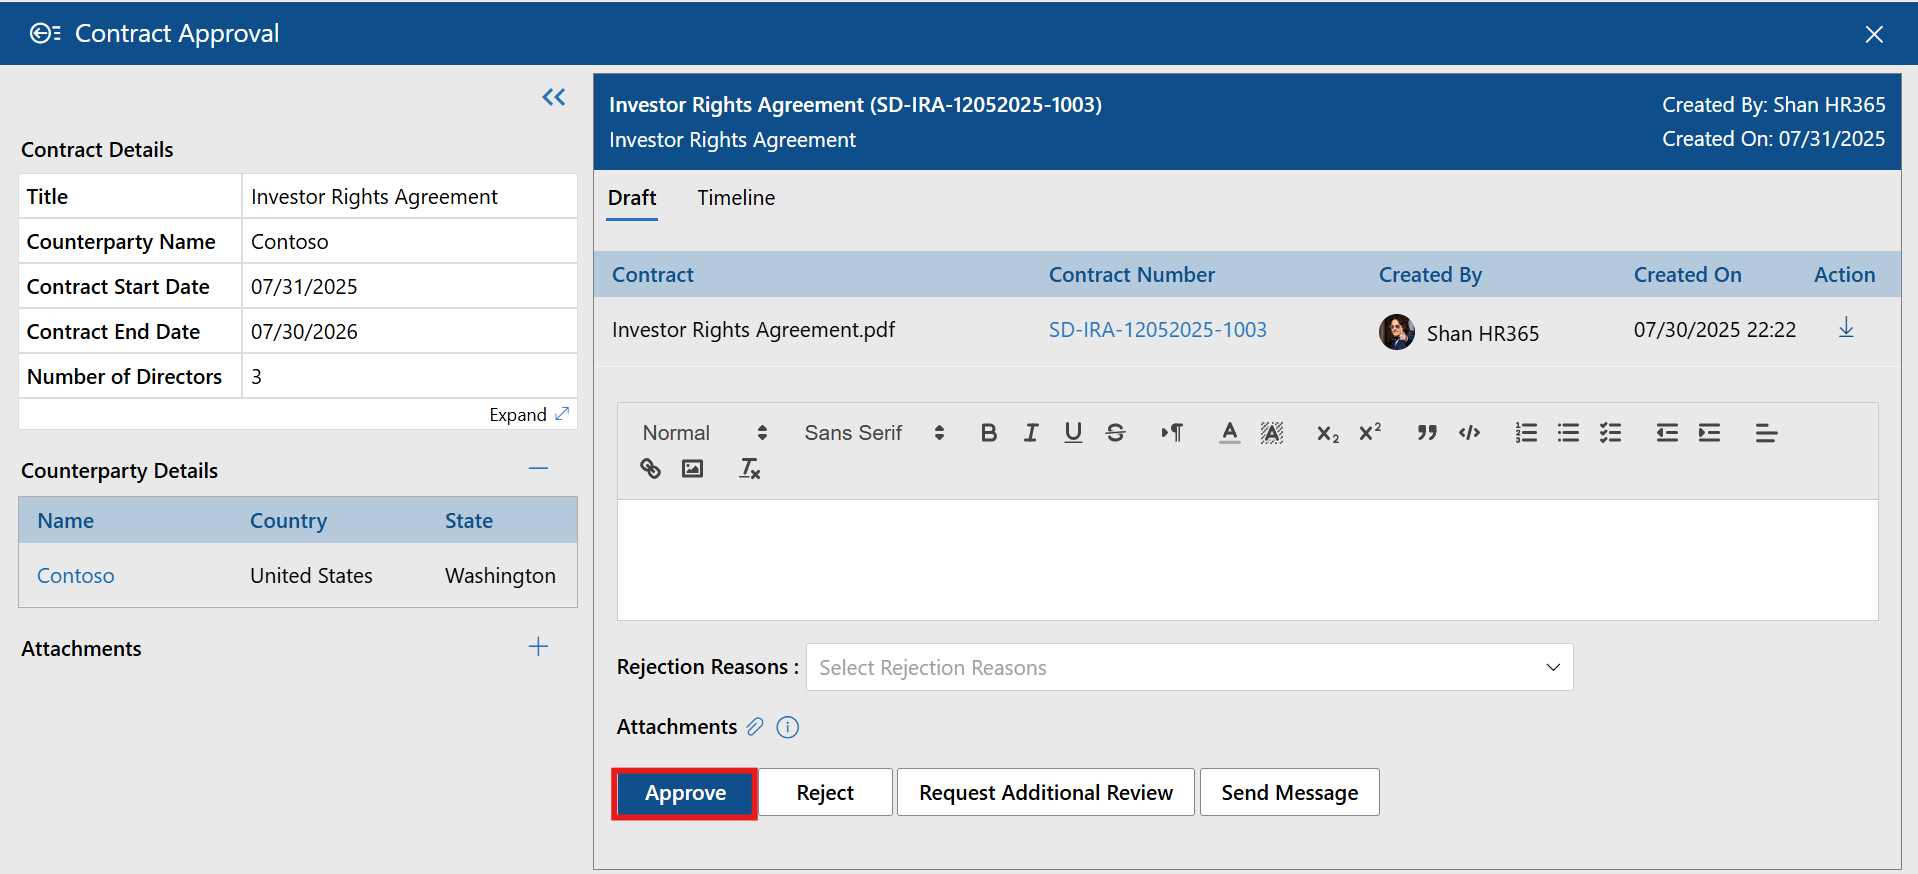 Contract Approval
Contract Details
Title Investor Rights Agreement
Counterparty Name Contoso
Contract Start Date 07/31/2025
Contract End Date 07/30/2026
Number of Directors 3
Expand
Counterparty Details
Name Country State
Contoso United States Washington
Attachments
Investor Rights Agreement (SD-IRA-12052025-1003)
Investor Rights Agreement
Created By: Shan HR365
Created On: 07/31/2025
Draft Timeline
Contract Contract Number Created By Created On Action
Investor Rights Agreement.pdf SD-IRA-12052025-1003 Shan HR365 07/30/2025 22:22
Normal Sans Serif
Rejection Reasons : Select Rejection Reasons
Attachments
Approve Reject Request Additional Review Send Message